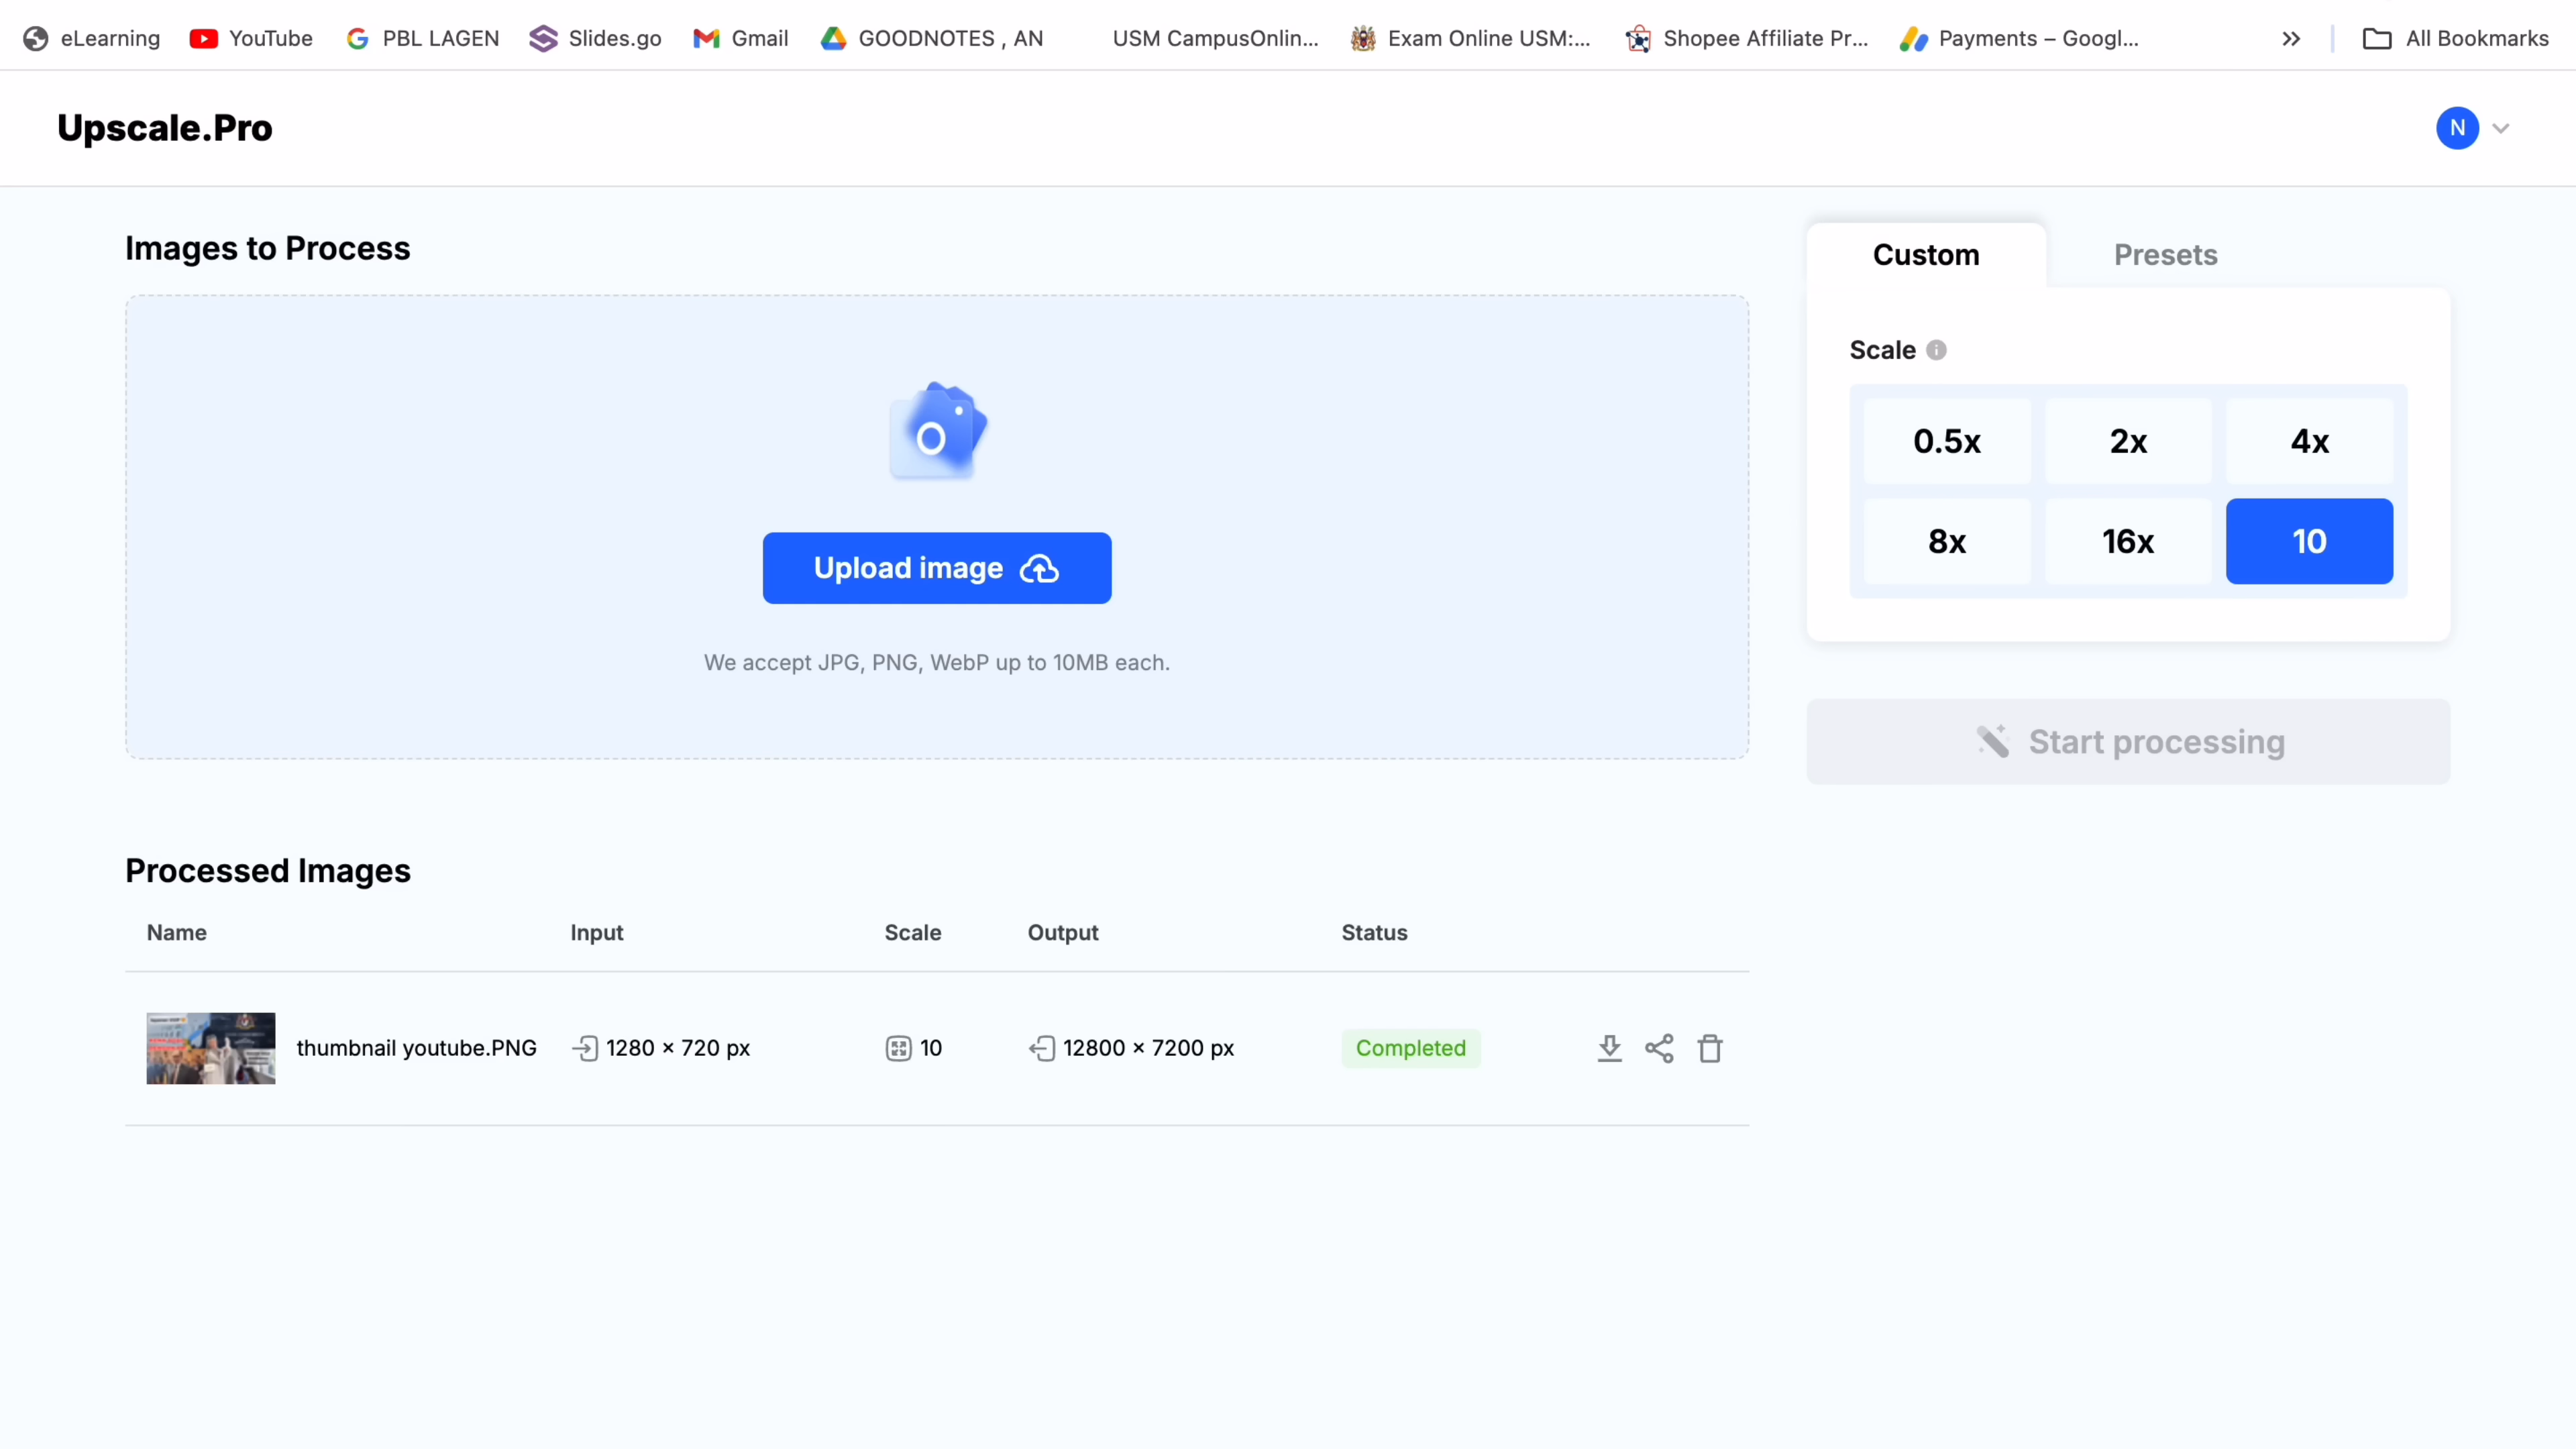 eLearning YouTube PBL LAGEN Slides.go Gmail GOODNOTES , AN USM CampusOnlin... Exam Online USM:... Shopee Affiliate Pr... Payments – Googl... All Bookmarks
Upscale.Pro
N
Images to Process
Custom Presets
Scale
0.5x 2x 4x
8x 16x 10
Upload image
We accept JPG, PNG, WebP up to 10MB each.
Start processing
Processed Images
Name Input Scale Output Status
thumbnail youtube.PNG 1280 × 720 px 10 12800 × 7200 px Completed